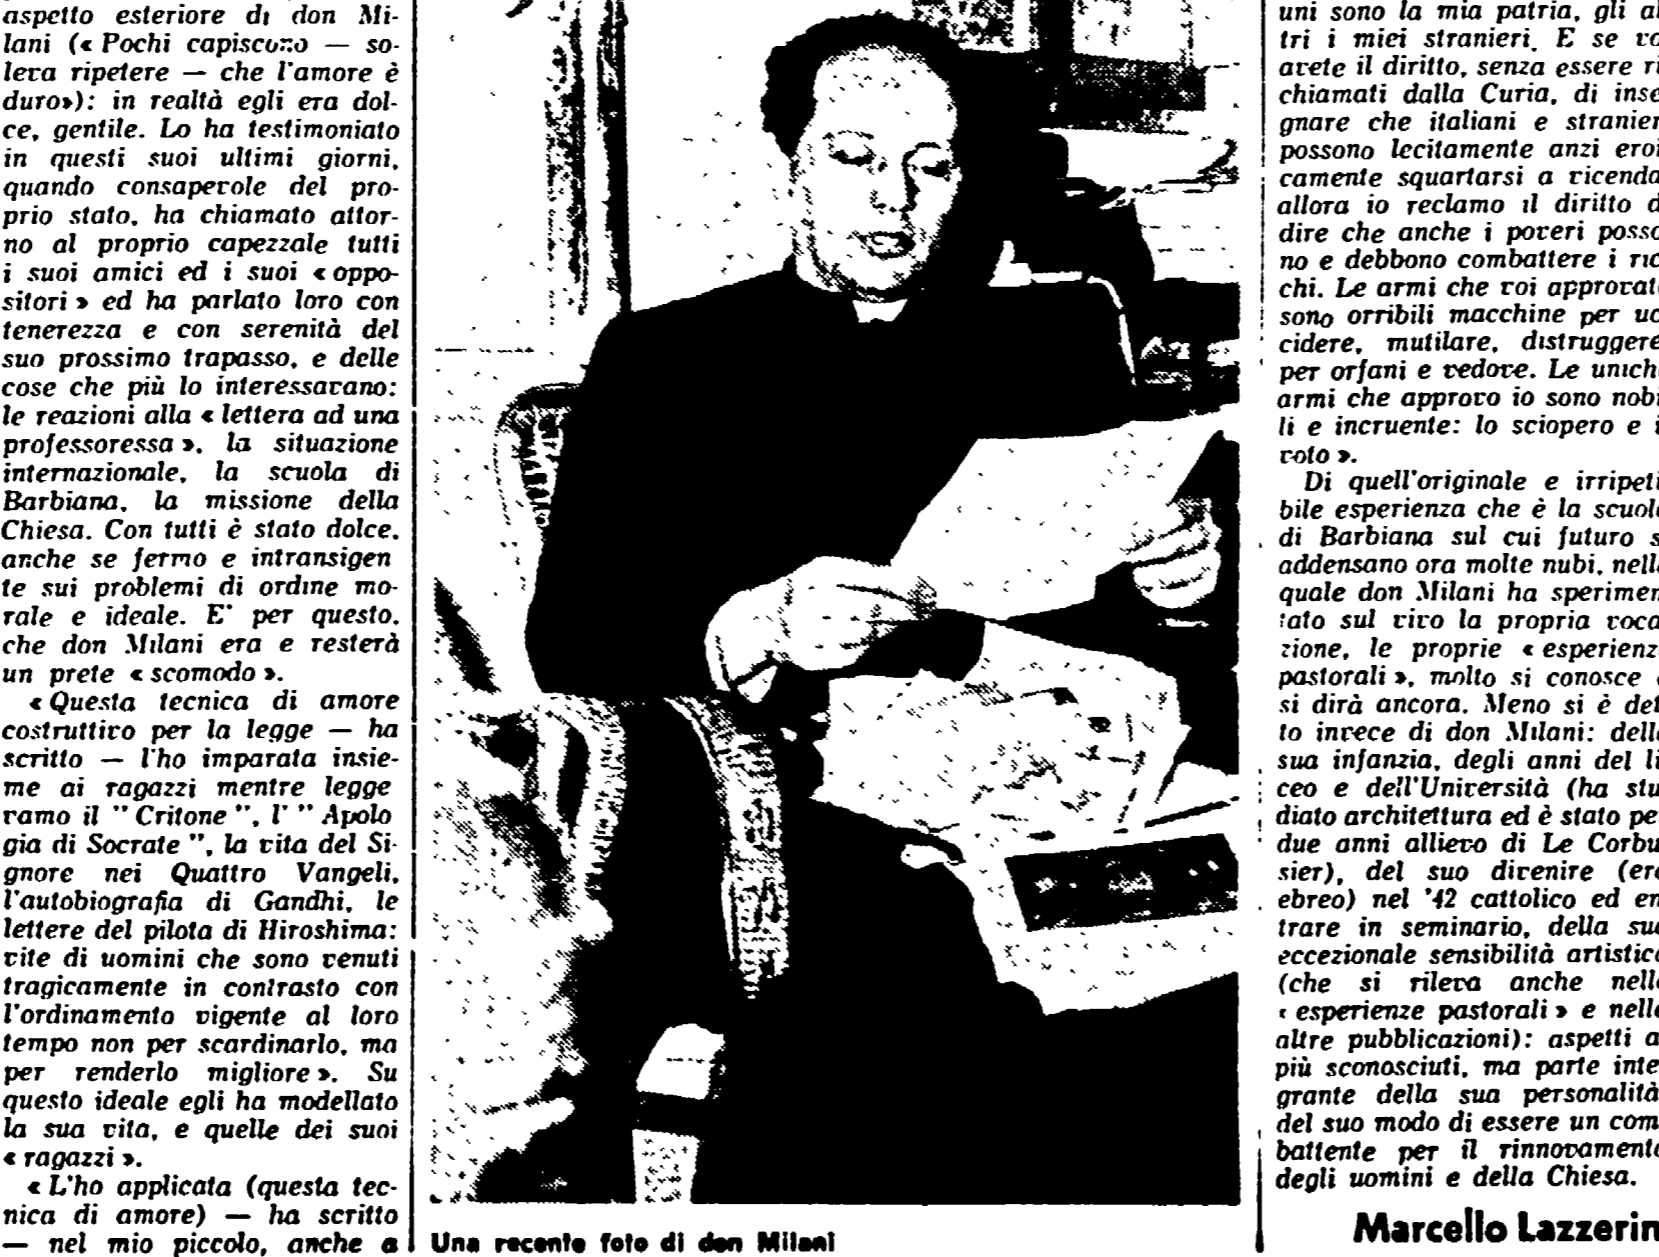 aspetto esteriore di don Mi-
lani (« Pochi capiscono — so-
leva ripetere — che l'amore è
duro»): in realtà egli era dol-
ce, gentile. Lo ha testimoniato
in questi suoi ultimi giorni,
quando consapevole del pro-
prio stato, ha chiamato attor-
no al proprio capezzale tutti
i suoi amici ed i suoi « oppo-
sitori » ed ha parlato loro con
tenerezza e con serenità del
suo prossimo trapasso, e delle
cose che più lo interessavano:
le reazioni alla « lettera ad una
professoressa », la situazione
internazionale, la scuola di
Barbiana, la missione della
Chiesa. Con tutti è stato dolce,
anche se fermo e intransigen
te sui problemi di ordine mo-
rale e ideale. E' per questo,
che don Milani era e resterà
un prete « scomodo ».
« Questa tecnica di amore
costruttivo per la legge — ha
scritto — l'ho imparata insie-
me ai ragazzi mentre legge
vamo il " Critone ", l' " Apolo
gia di Socrate ", la vita del Si-
gnore nei Quattro Vangeli,
l'autobiografia di Gandhi, le
lettere del pilota di Hiroshima:
vite di uomini che sono venuti
tragicamente in contrasto con
l'ordinamento vigente al loro
tempo non per scardinarlo, ma
per renderlo migliore ». Su
questo ideale egli ha modellato
la sua vita, e quelle dei suoi
« ragazzi ».
« L'ho applicata (questa tec-
nica di amore) — ha scritto
— nel mio piccolo, anche a
Una recente foto di don Milani
uni sono la mia patria, gli al
tri i miei stranieri. E se vo
avete il diritto, senza essere ri
chiamati dalla Curia, di inse
gnare che italiani e stranier
possono lecitamente anzi eroi
camente squartarsi a vicenda
allora io reclamo il diritto d
dire che anche i poveri posso
no e debbono combattere i ric
chi. Le armi che voi approvat
sono orribili macchine per uc
cidere, mutilare, distruggere
per orfani e vedove. Le unich
armi che approvo io sono nobi
li e incruente: lo sciopero e i
voto ».
Di quell'originale e irripeti
bile esperienza che è la scuola
di Barbiana sul cui futuro s
addensano ora molte nubi, nella
quale don Milani ha sperimen
tato sul vivo la propria voca
zione, le proprie « esperienz
pastorali », molto si conosce
si dirà ancora. Meno si è det
to invece di don Milani: della
sua infanzia, degli anni del li
ceo e dell'Università (ha stu
diato architettura ed è stato per
due anni allievo di Le Corbu
sier), del suo divenire (era
ebreo) nel '42 cattolico ed en
trare in seminario, della sua
eccezionale sensibilità artistica
(che si rileva anche nelle
« esperienze pastorali » e nelle
altre pubblicazioni): aspetti a
più sconosciuti, ma parte inte
grante della sua personalità
del suo modo di essere un com
battente per il rinnovamento
degli uomini e della Chiesa.
Marcello Lazzerin